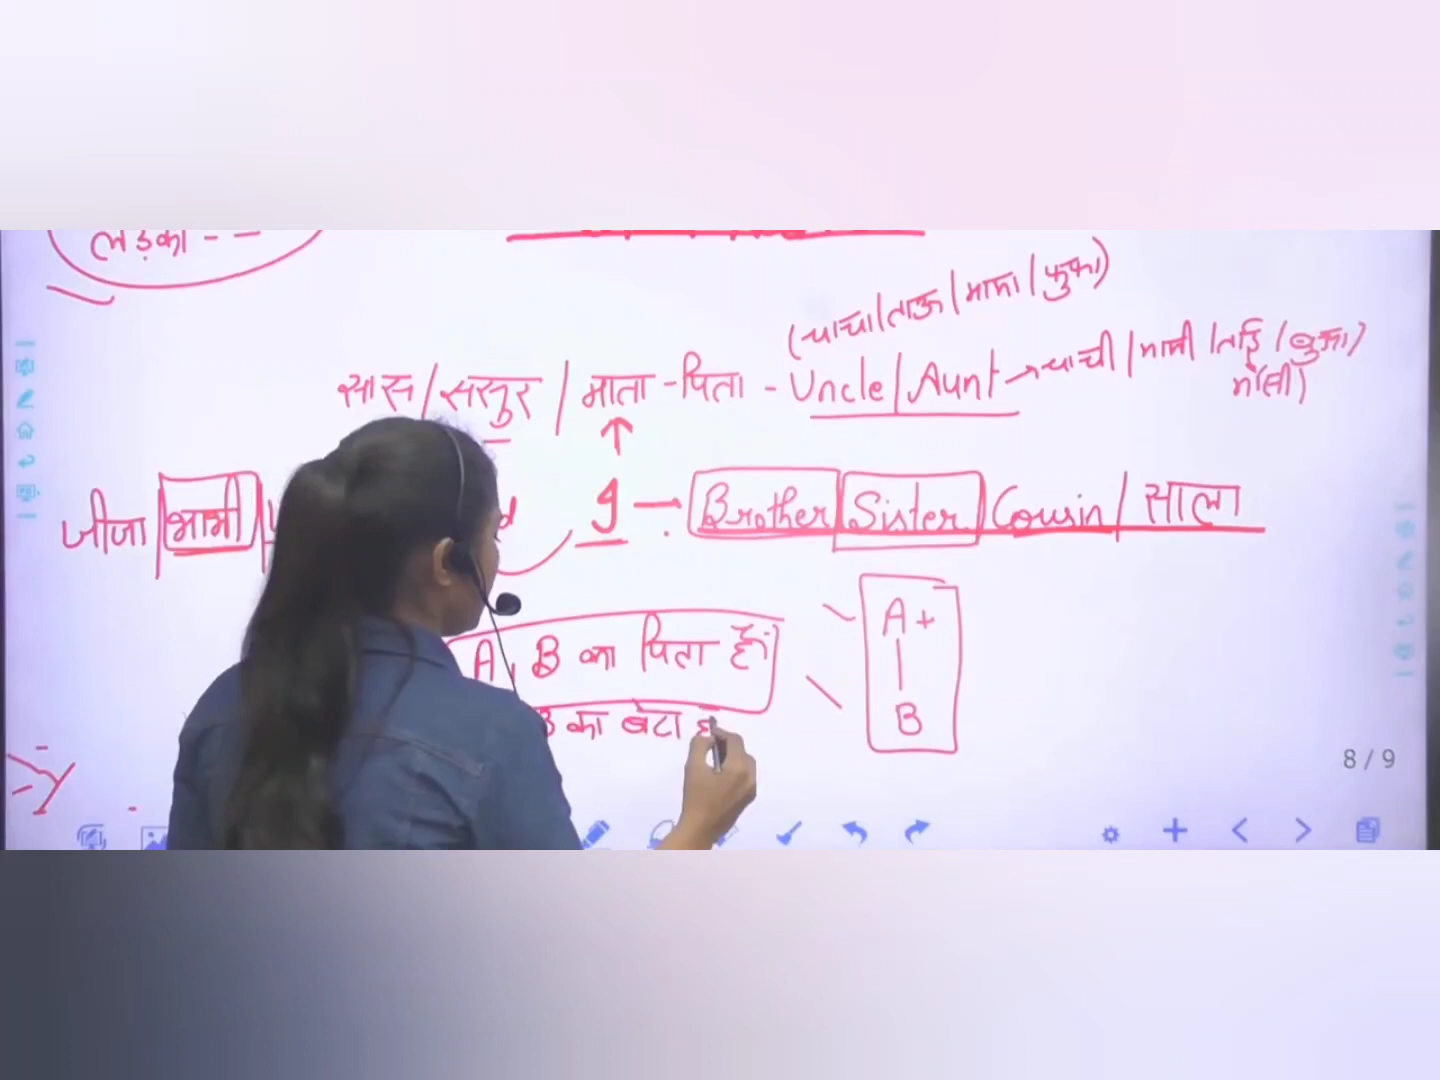 लड़का - -
(चाचा/ताऊ/मामा/फुफा)
सास/ससुर/माता-पिता - Uncle/Aunt → चाची/मामी/ताई/बुआ/
मौसी)
जीजा/भाभी/ I → Brother/Sister/Cousin/साला
A, B का पिता है।
B का बेटा
A +
B
8 / 9